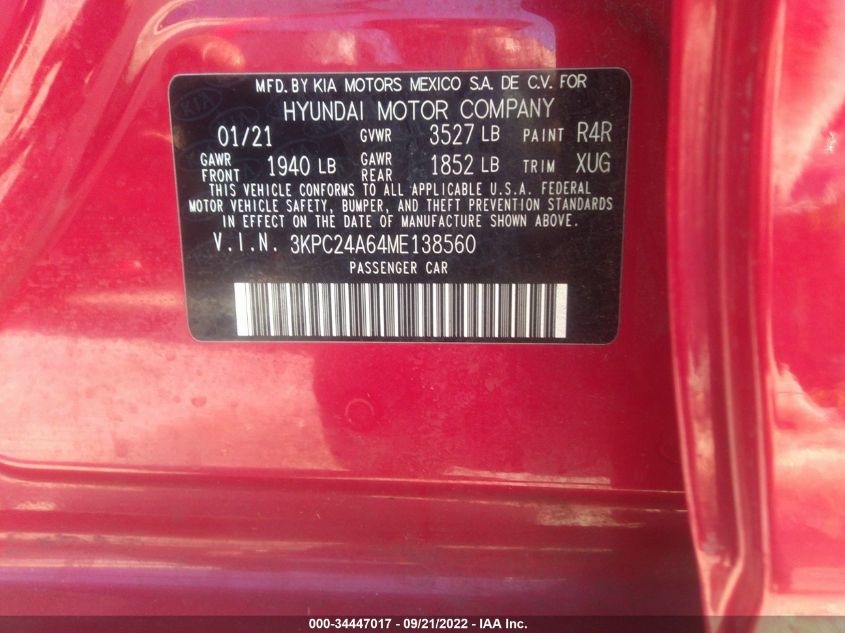 MFD. BY KIA MOTORS MEXICO S.A. DE C.V. FOR
HYUNDAI MOTOR COMPANY
01/21 GVWR 3527 LB PAINT R4R
GAWR FRONT 1940 LB GAWR REAR 1852 LB TRIM XUG
THIS VEHICLE CONFORMS TO ALL APPLICABLE U.S.A. FEDERAL
MOTOR VEHICLE SAFETY, BUMPER, AND THEFT PREVENTION STANDARDS
IN EFFECT ON THE DATE OF MANUFACTURE SHOWN ABOVE.
V.I.N. 3KPC24A64ME138560
PASSENGER CAR
000-34447017 - 09/21/2022 - IAA Inc.